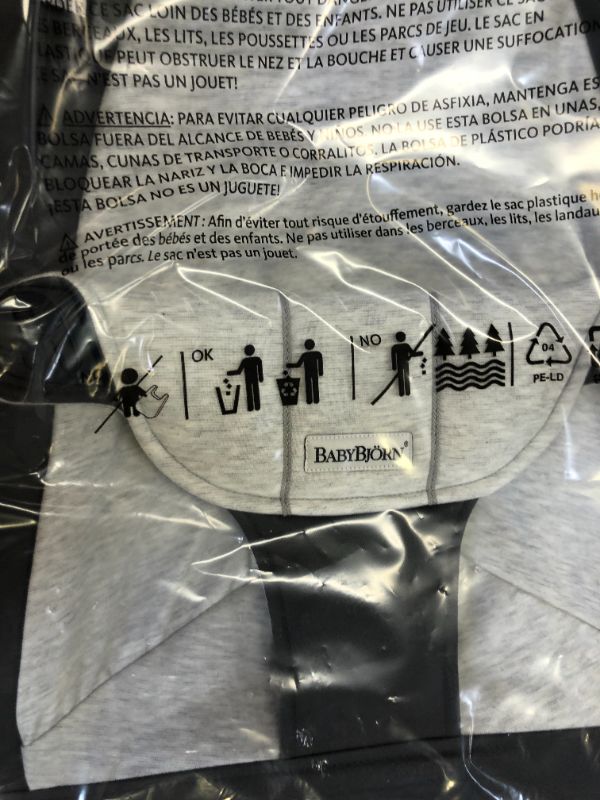 CE SAC LOIN DES BÉBÉS ET DES ENFANTS. NE PAS UTILISER CE SAC
BERCEAUX, LES LITS, LES POUSSETTES OU LES PARCS DE JEU. LE SAC EN
PEUT OBSTRUER LE NEZ ET LA BOUCHE ET CAUSER UNE SUFFOCATION
SAC N'EST PAS UN JOUET!
ADVERTENCIA: PARA EVITAR CUALQUIER PELIGRO DE ASFIXIA, MANTENGA ES
BOLSA FUERA DEL ALCANCE DE BEBÉS Y NIÑOS. NO LA USE ESTA BOLSA EN UNAS,
CAMAS, CUNAS DE TRANSPORTE O CORRALITOS. LA BOLSA DE PLÁSTICO PODRÍA
BLOQUEAR LA NARIZ Y LA BOCA E IMPEDIR LA RESPIRACIÓN.
¡ESTA BOLSA NO ES UN JUGUETE!
AVERTISSEMENT: Afin d'éviter tout risque d'étouffement, gardez le sac plastique h
de portée des bébés et des enfants. Ne pas utiliser dans les berceaux, les lits, les landau
ou les parcs. Le sac n'est pas un jouet.
OK
NO
04
PE-LD
BABYBJÖRN®